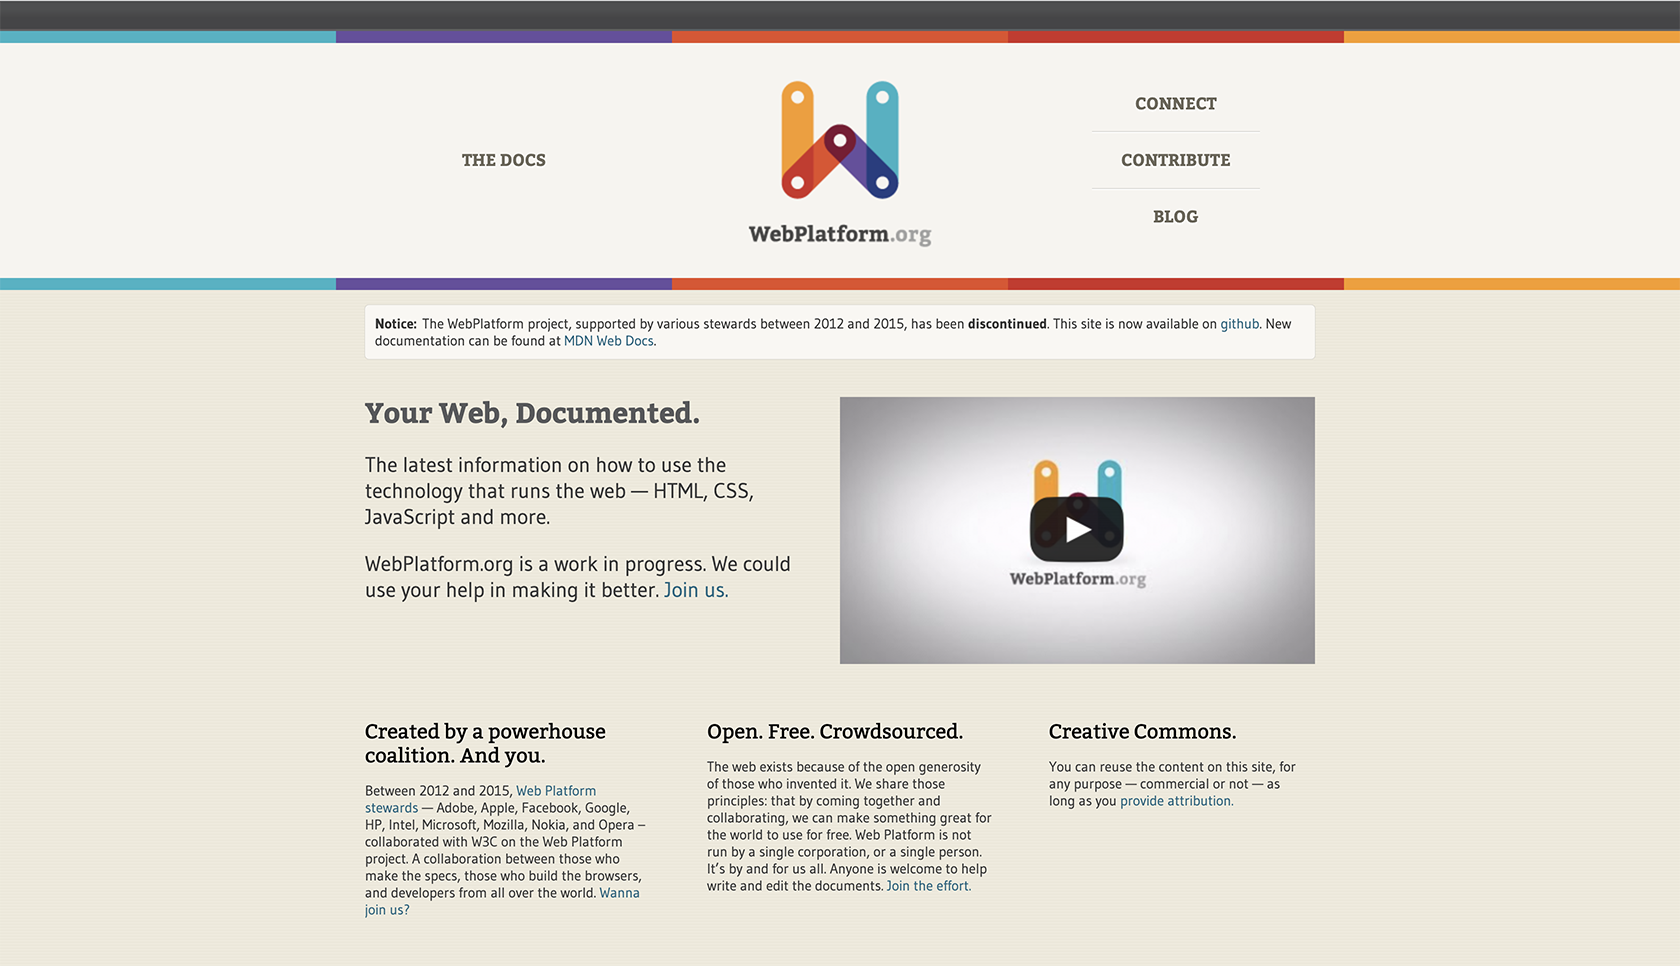 THE DOCS
WebPlatform.org
CONNECT
CONTRIBUTE
BLOG
Notice: The WebPlatform project, supported by various stewards between 2012 and 2015, has been discontinued. This site is now available on github. New
documentation can be found at MDN Web Docs.
Your Web, Documented.
The latest information on how to use the
technology that runs the web — HTML, CSS,
JavaScript and more.
WebPlatform.org is a work in progress. We could
use your help in making it better. Join us.
WebPlatform.org
Created by a powerhouse
coalition. And you.
Between 2012 and 2015, Web Platform
stewards — Adobe, Apple, Facebook, Google,
HP, Intel, Microsoft, Mozilla, Nokia, and Opera –
collaborated with W3C on the Web Platform
project. A collaboration between those who
make the specs, those who build the browsers,
and developers from all over the world. Wanna
join us?
Open. Free. Crowdsourced.
The web exists because of the open generosity
of those who invented it. We share those
principles: that by coming together and
collaborating, we can make something great for
the world to use for free. Web Platform is not
run by a single corporation, or a single person.
It’s by and for us all. Anyone is welcome to help
write and edit the documents. Join the effort.
Creative Commons.
You can reuse the content on this site, for
any purpose — commercial or not — as
long as you provide attribution.